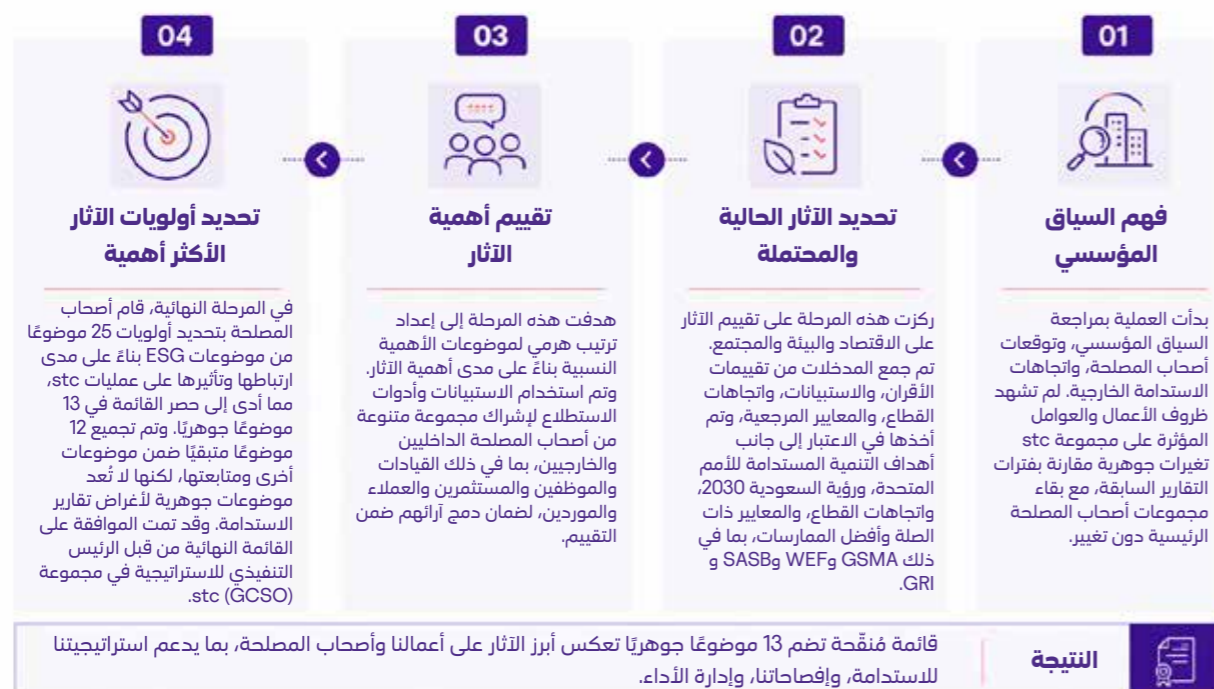 01
فهم السياق
المؤسسي
بدأت العملية بمراجعة
السياق المؤسسي، وتوقعات
أصحاب المصلحة، واتجاهات
الاستدامة الخارجية. لم تشهد
ظروف الأعمال والعوامل
المؤثرة على مجموعة stc
تغيرات جوهرية مقارنة بفترات
التقارير السابقة، مع بقاء
مجموعات أصحاب المصلحة
الرئيسية دون تغيير.
02
تحديد الآثار الحالية
والمحتملة
ركزت هذه المرحلة على تقييم الآثار
على الاقتصاد والبيئة والمجتمع.
تم جمع المدخلات من تقييمات
الأقران، والاستبيانات، واتجاهات
القطاع، والمعايير المرجعية، وتم
أخذها في الاعتبار إلى جانب
أهداف التنمية المستدامة للأمم
المتحدة، ورؤية السعودية 2030،
واتجاهات القطاع، والمعايير ذات
الصلة وأفضل الممارسات، بما في
ذلك GSMA وWEF وSASB و
GRI.
03
تقييم أهمية
الآثار
هدفت هذه المرحلة إلى إعداد
ترتيب هرمي لموضوعات الأهمية
النسبية بناءً على مدى أهمية الآثار.
وتم استخدام الاستبيانات وأدوات
الاستطلاع لإشراك مجموعة متنوعة
من أصحاب المصلحة الداخليين
والخارجيين، بما في ذلك القيادات
والموظفين والمستثمرين والعملاء
والموردين، لضمان دمج آرائهم ضمن
التقييم.
04
تحديد أولويات الآثار
الأكثر أهمية
في المرحلة النهائية، قام أصحاب
المصلحة بتحديد أولويات 25 موضوعًا
من موضوعات ESG بناءً على مدى
ارتباطها وتأثيرها على عمليات stc،
مما أدى إلى حصر القائمة في 13
موضوعًا جوهريًا. وتم تجميع 12
موضوعًا متبقيًا ضمن موضوعات
أخرى ومتابعتها، لكنها لا تُعد
موضوعات جوهرية لأغراض تقارير
الاستدامة. وقد تمت الموافقة على
القائمة النهائية من قبل الرئيس
التنفيذي للاستراتيجية في مجموعة
stc (GCSO).
النتيجة
قائمة مُنقّحة تضم 13 موضوعًا جوهريًا تعكس أبرز الآثار على أعمالنا وأصحاب المصلحة، بما يدعم استراتيجيتنا
للاستدامة، وإفصاحاتنا، وإدارة الأداء.